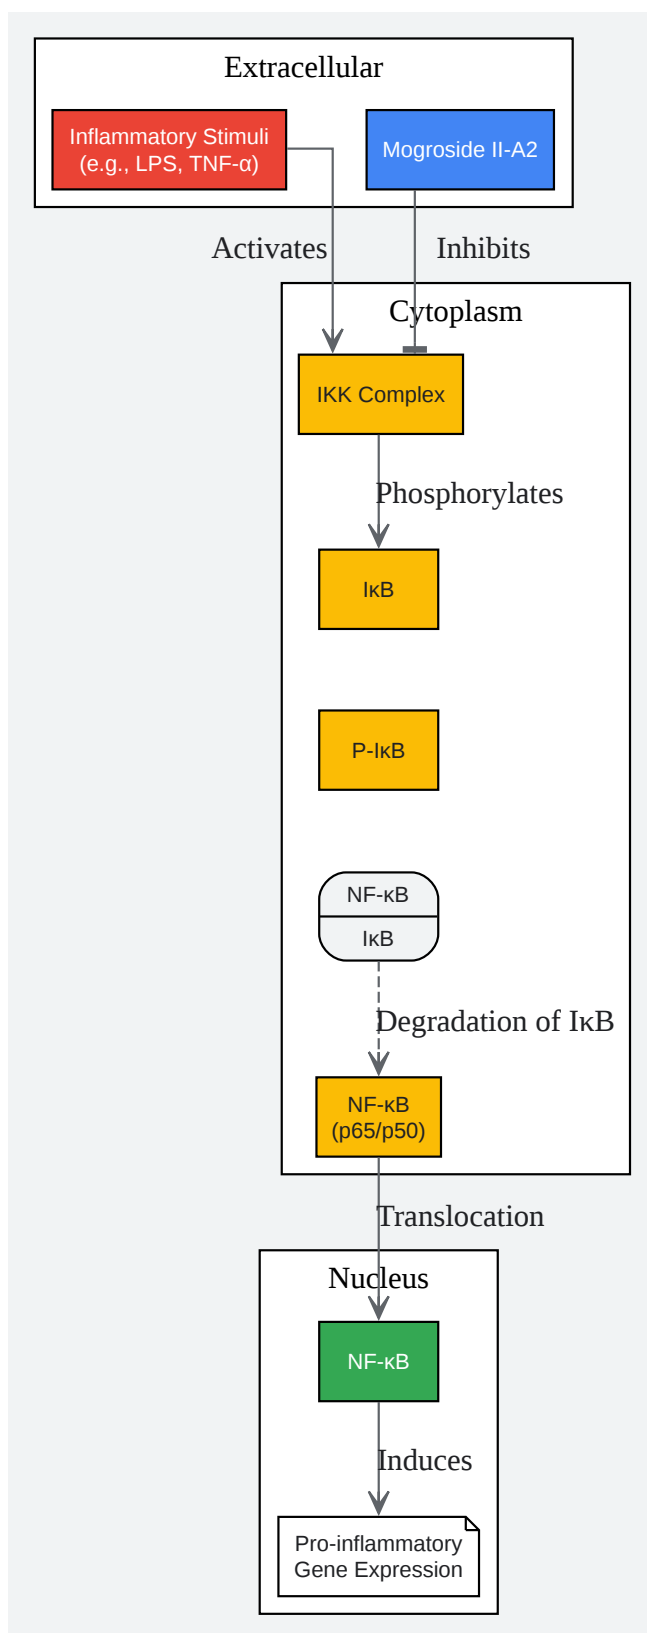 Extracellular
Inflammatory Stimuli
(e.g., LPS, TNF-α)
Mogroside II-A2
Activates
Inhibits
Cytoplasm
IKK Complex
Phosphorylates
IκB
P-IκB
NF-κB
IκB
Degradation of IκB
NF-κB
(p65/p50)
Translocation
Nucleus
NF-κB
Induces
Pro-inflammatory
Gene Expression